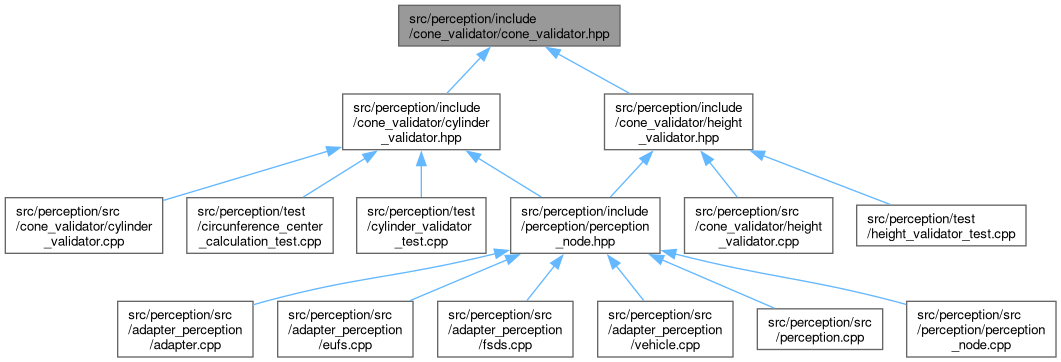 src/perception/include
/cone_validator/cone_validator.hpp
src/perception/include
/cone_validator/cylinder
_validator.hpp
src/perception/include
/cone_validator/height
_validator.hpp
src/perception/src
/cone_validator/cylinder
_validator.cpp
src/perception/test
/circunference_center
_calculation_test.cpp
src/perception/test
/cylinder_validator
_test.cpp
src/perception/include
/perception/perception
_node.hpp
src/perception/src
/cone_validator/height
_validator.cpp
src/perception/test
/height_validator_test.cpp
src/perception/src
/adapter_perception
/adapter.cpp
src/perception/src
/adapter_perception
/eufs.cpp
src/perception/src
/adapter_perception
/fsds.cpp
src/perception/src
/adapter_perception
/vehicle.cpp
src/perception/src
/perception.cpp
src/perception/src
/perception/perception
_node.cpp